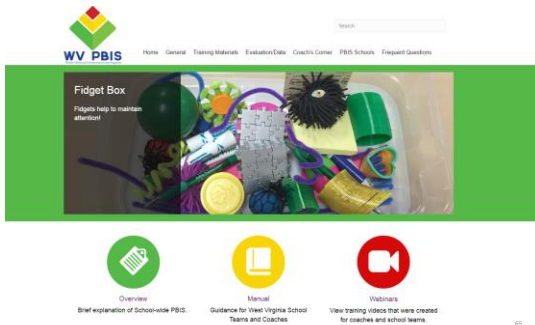 Search
WV PBIS
Home General Training Materials Evaluation/Data Coach's Corner PBIS Schools Frequent Questions
Fidget Box
Fidgets help to maintain
attention!
Overview
Brief explanation of School-wide PBIS.
Manual
Guidance for West Virginia School
Teams and Coaches
Webinars
View training videos that were created
for coaches and school teams.
65